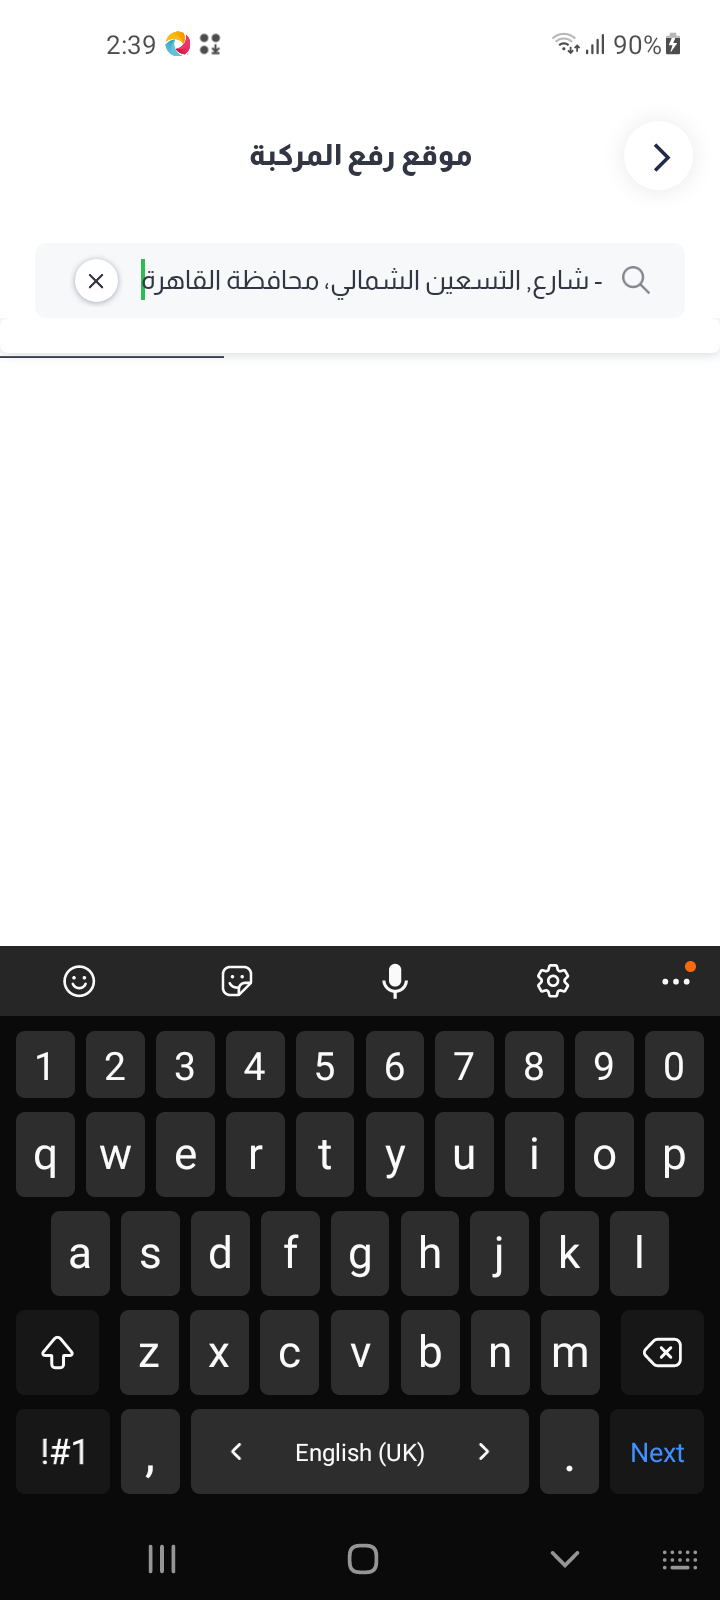 2:39
90%
موقع رفع المركبة
- شارع, التسعين الشمالي، محافظة القاهرة
1 2 3 4 5 6 7 8 9 0
q w e r t y u i o p
a s d f g h j k l
z x c v b n m
!#1 , < English (UK) > . Next